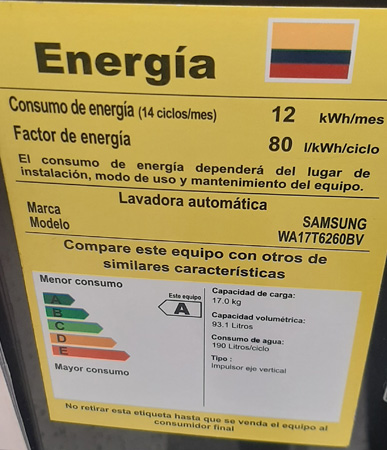 Energía
Consumo de energía (14 ciclos/mes) 12 kWh/mes
Factor de energía 80 l/kWh/ciclo
El consumo de energía dependerá del lugar de
instalación, modo de uso y mantenimiento del equipo.
Lavadora automática
Marca SAMSUNG
Modelo WA17T6260BV
Compare este equipo con otros de
similares características
Menor consumo
A
B
C
D
E
Mayor consumo
Este equipo
A
Capacidad de carga:
17.0 kg
Capacidad volumétrica:
93.1 Litros
Consumo de agua:
190 Litros/ciclo
Tipo :
Impulsor eje vertical
No retirar esta etiqueta hasta que se venda el equipo al
consumidor final